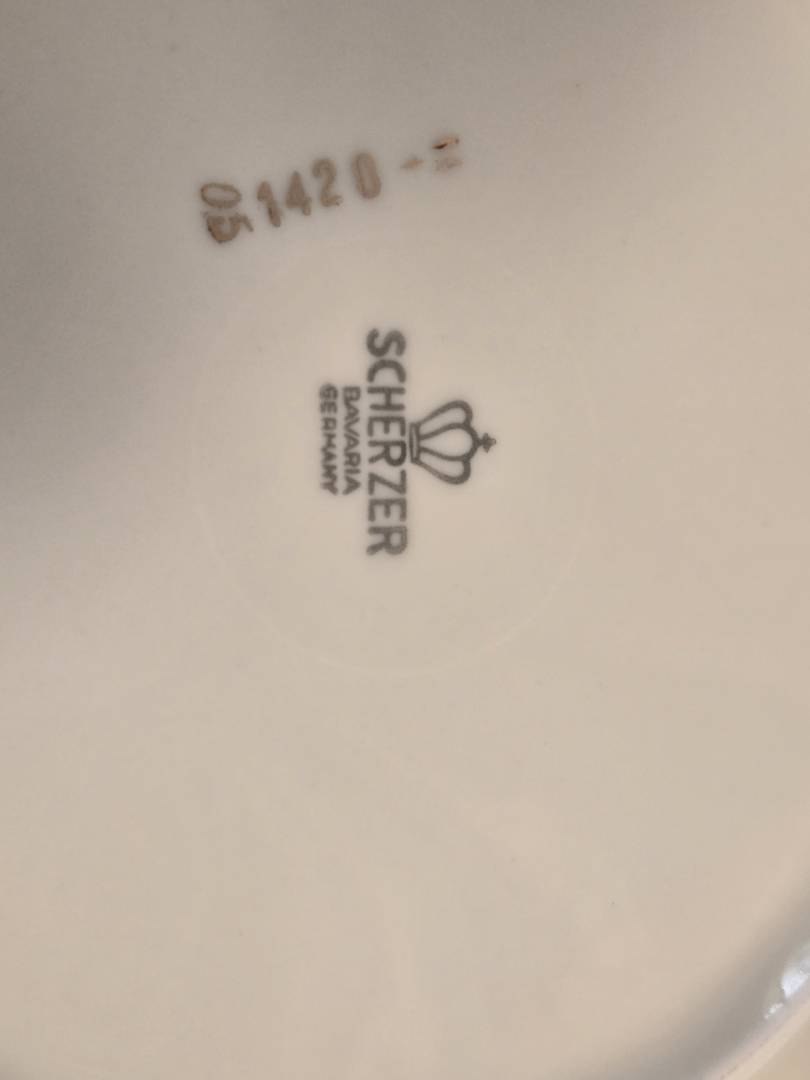 05 1420
SCHERZER
BAVARIA
GERMANY